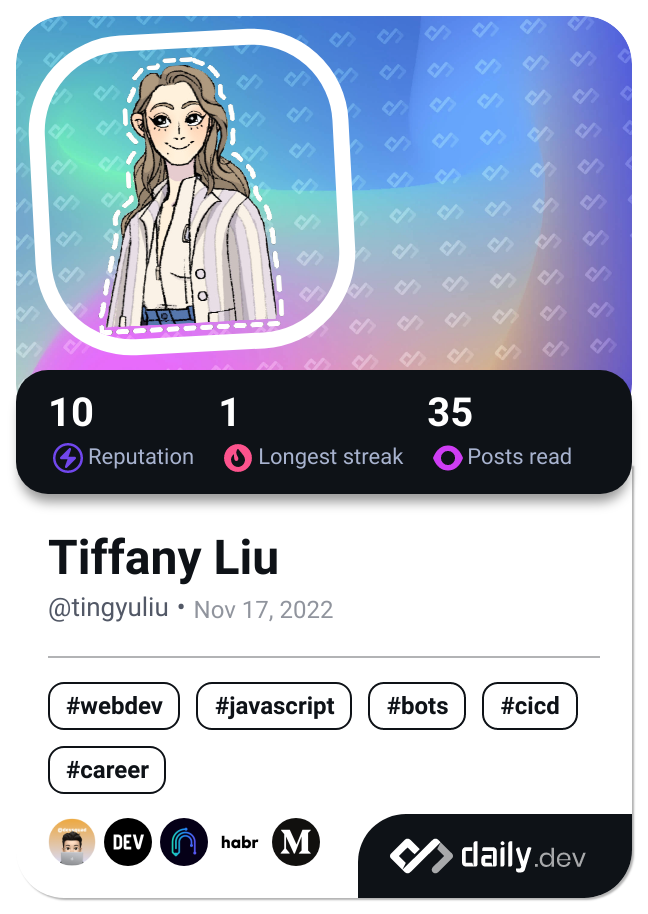 10 1 35
Reputation Longest streak Posts read
Tiffany Liu
@tingyuliu • Nov 17, 2022
#webdev #javascript #bots #cicd
#career
DEV habr M
daily.dev